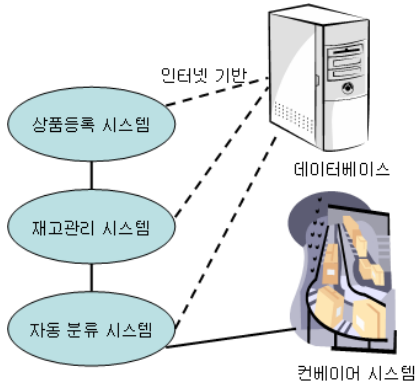 인터넷 기반
상품등록 시스템
데이터베이스
재고관리 시스템
자동 분류 시스템
컨베이어 시스템